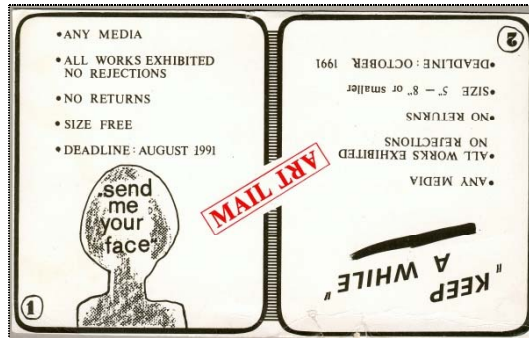 •ANY MEDIA
•ALL WORKS EXHIBITED
NO REJECTIONS
•NO RETURNS
•SIZE FREE
•DEADLINE: AUGUST 1991
„send
me
your
face"
1
MAIL ART
"KEEP
A WHILE"
•ANY MEDIA
•ALL WORKS EXHIBITED
NO REJECTIONS
•NO RETURNS
•SIZE 5" — 8" or smaller
•DEADLINE: OCTOBER 1991
2